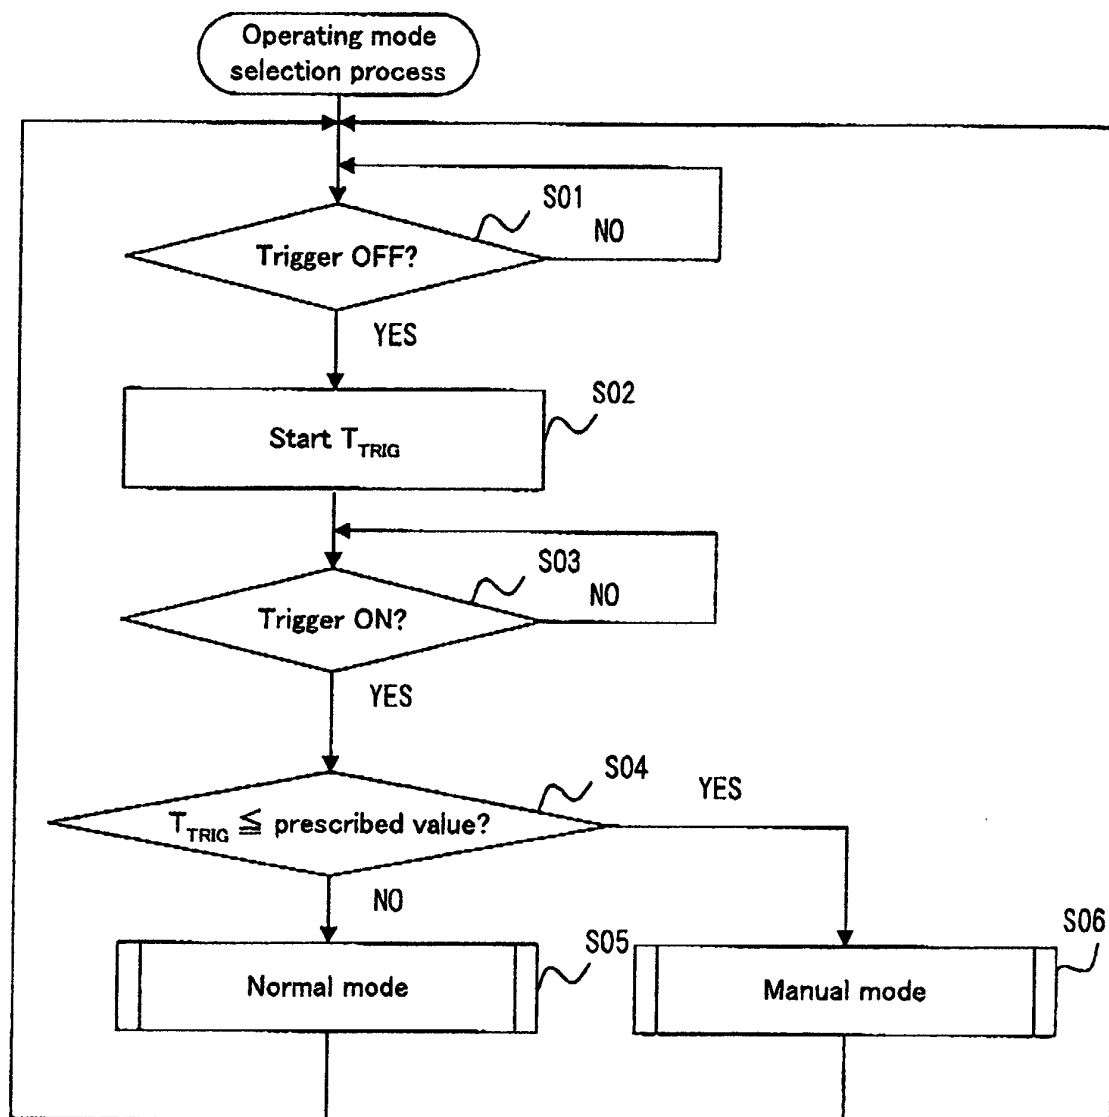 Operating mode
selection process
S01
NO
Trigger OFF?
YES
S02
Start T_TRIG
S03
NO
Trigger ON?
YES
S04
YES
T_TRIG ≦ prescribed value?
NO
S05
S06
Normal mode
Manual mode